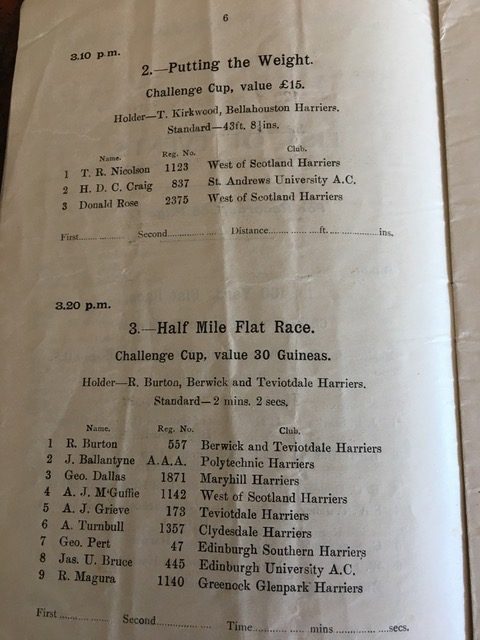 6
3.10 p.m.
2.—Putting the Weight.
Challenge Cup, value £15.
Holder—T. Kirkwood, Bellahouston Harriers.
Standard—43ft. 8½ins.
Name. Reg. No. Club.
1 T. R. Nicolson 1123 West of Scotland Harriers
2 H. D. C. Craig 837 St. Andrews University A.C.
3 Donald Rose 2375 West of Scotland Harriers
First.................. Second.................. Distance..................ft...................ins.
3.20 p.m.
3.—Half Mile Flat Race.
Challenge Cup, value 30 Guineas.
Holder—R. Burton, Berwick and Teviotdale Harriers.
Standard—2 mins. 2 secs.
Name. Reg. No. Club.
1 R. Burton 557 Berwick and Teviotdale Harriers
2 J. Ballantyne A.A.A. Polytechnic Harriers
3 Geo. Dallas 1871 Maryhill Harriers
4 A. J. M‘Guffie 1142 West of Scotland Harriers
5 A. J. Grieve 173 Teviotdale Harriers
6 A. Turnbull 1357 Clydesdale Harriers
7 Geo. Pert 47 Edinburgh Southern Harriers
8 Jas. U. Bruce 445 Edinburgh University A.C.
9 R. Magura 1140 Greenock Glenpark Harriers
First .................. Second.................. Time...............mins...............secs.